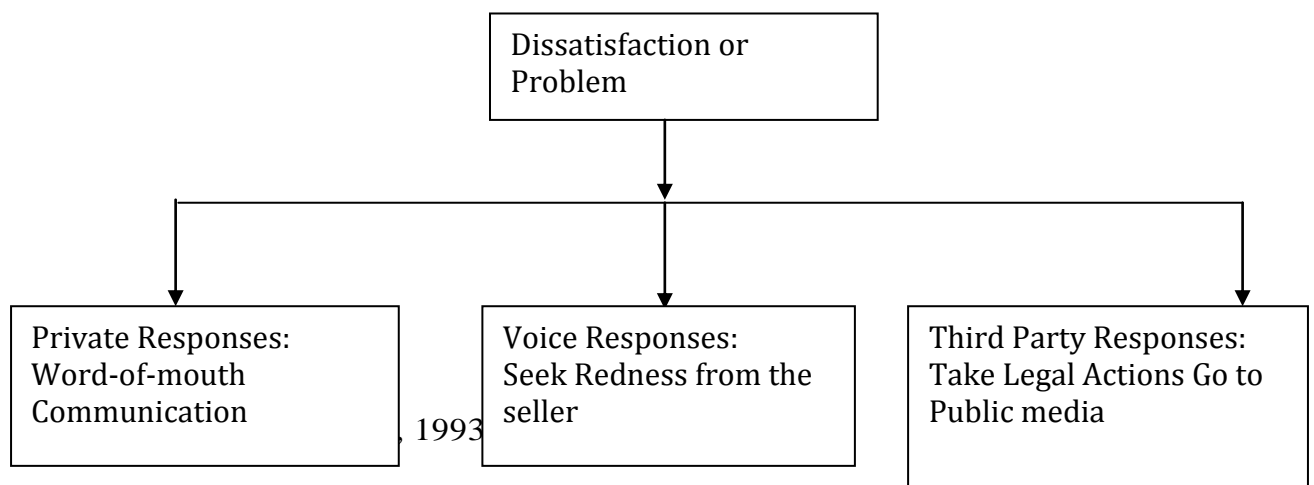 Dissatisfaction or
Problem
Private Responses:
Word-of-mouth
Communication
Voice Responses:
Seek Redness from the
seller
Third Party Responses:
Take Legal Actions Go to
Public media
, 1993